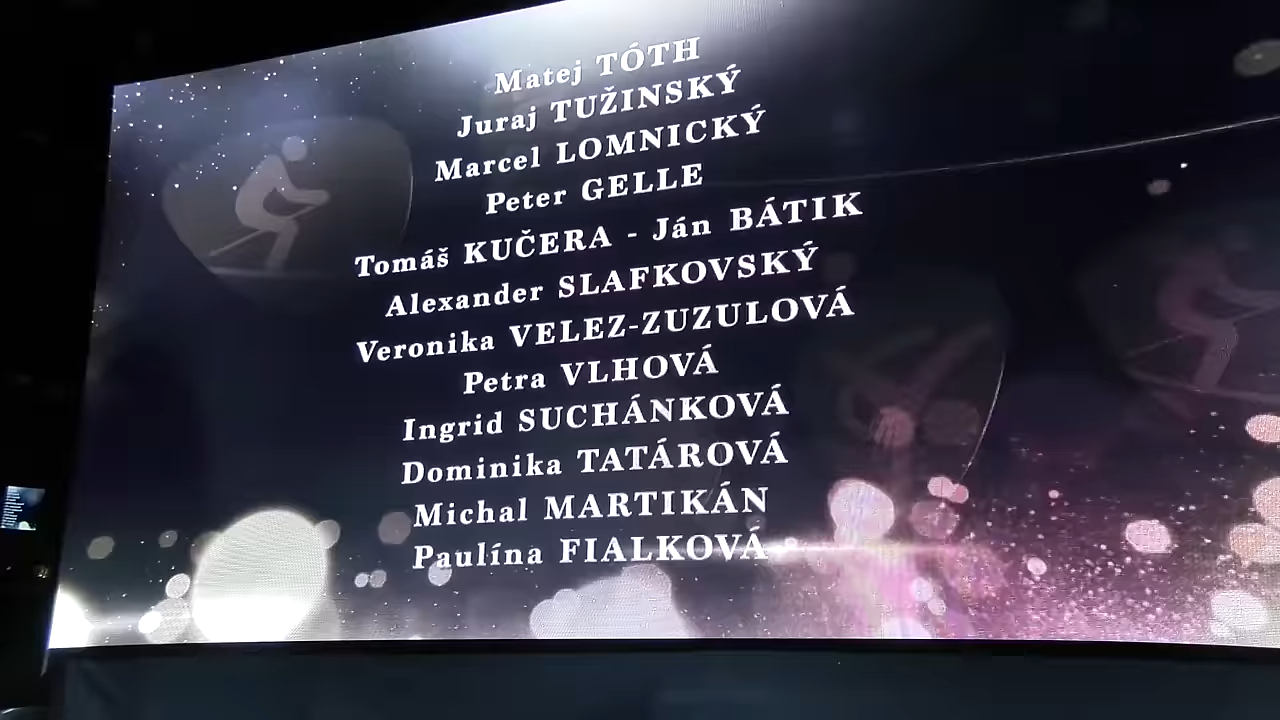 Matej TÓTH
Juraj TUŽINSKÝ
Marcel LOMNICKÝ
Peter GELLE
Tomáš KUČERA - Ján BÁTIK
Alexander SLAFKOVSKÝ
Veronika VELEZ-ZUZULOVÁ
Petra VLHOVÁ
Ingrid SUCHÁNKOVÁ
Dominika TATÁROVÁ
Michal MARTIKÁN
Paulína FIALKOVÁ